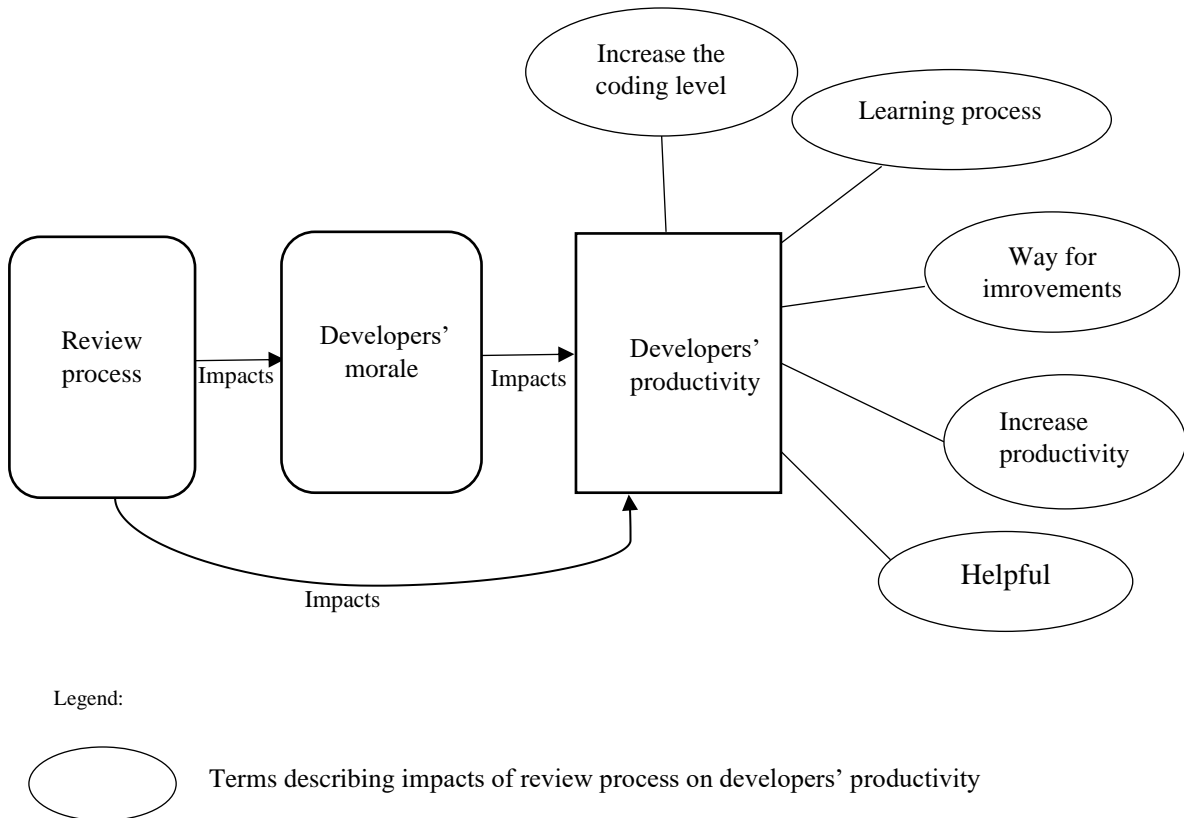 Increase the
coding level
Learning process
Way for
imrovements
Review
process
Impacts
Developers’
morale
Impacts
Developers’
productivity
Increase
productivity
Helpful
Impacts
Legend:
Terms describing impacts of review process on developers’ productivity